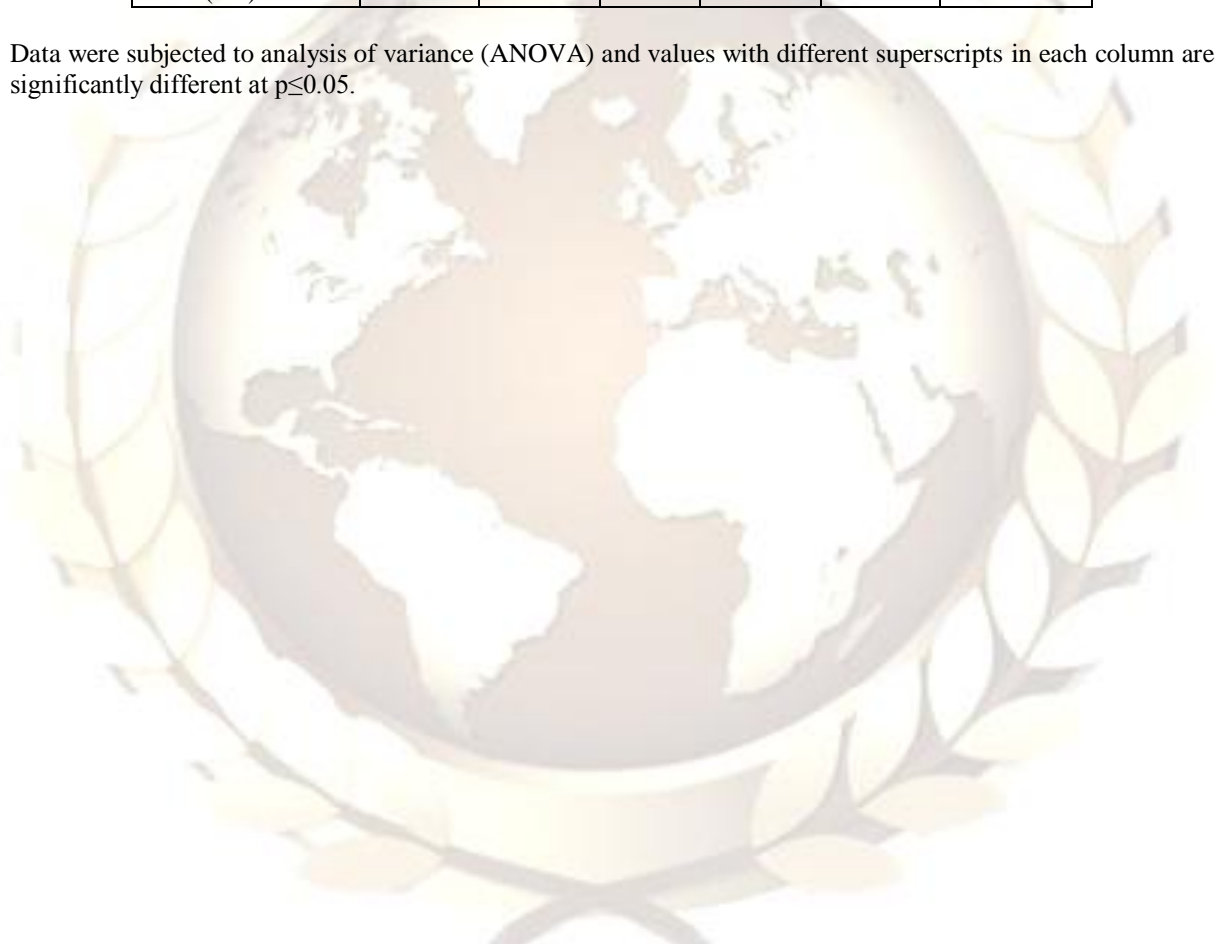 Data were subjected to analysis of variance (ANOVA) and values with different superscripts in each column are
significantly different at p≤0.05.